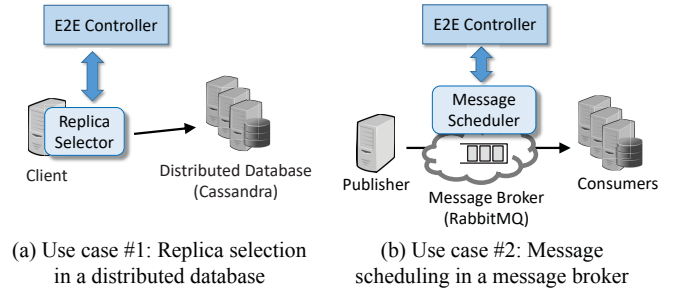 E2E Controller
Replica
Selector
Client
Distributed Database
(Cassandra)
(a) Use case #1: Replica selection
in a distributed database
E2E Controller
Message
Scheduler
Publisher
Message Broker
(RabbitMQ)
Consumers
(b) Use case #2: Message
scheduling in a message broker